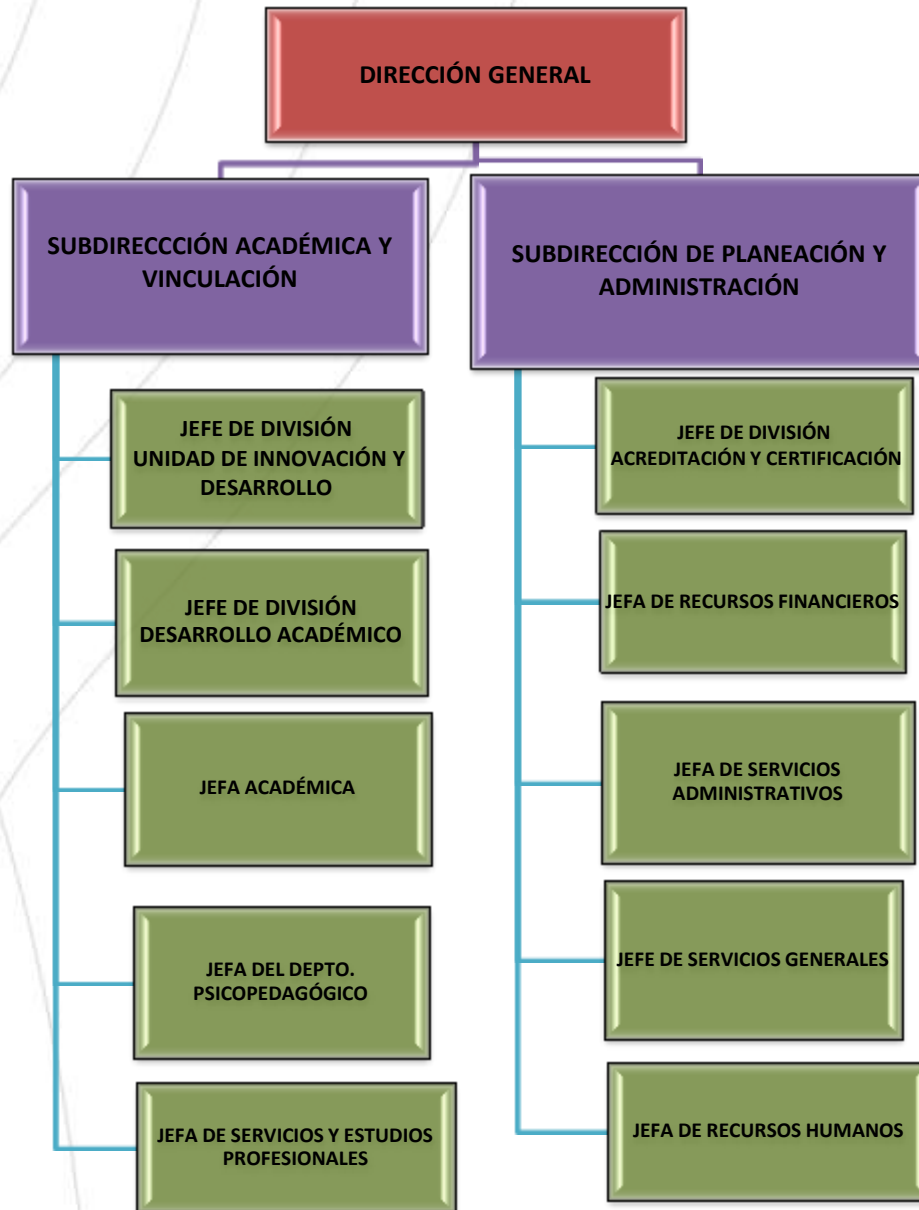 DIRECCIÓN GENERAL
SUBDIRECCCIÓN ACADÉMICA Y
VINCULACIÓN
SUBDIRECCIÓN DE PLANEACIÓN Y
ADMINISTRACIÓN
JEFE DE DIVISIÓN
UNIDAD DE INNOVACIÓN Y
DESARROLLO
JEFE DE DIVISIÓN
DESARROLLO ACADÉMICO
JEFA ACADÉMICA
JEFA DEL DEPTO.
PSICOPEDAGÓGICO
JEFA DE SERVICIOS Y ESTUDIOS
PROFESIONALES
JEFE DE DIVISIÓN
ACREDITACIÓN Y CERTIFICACIÓN
JEFA DE RECURSOS FINANCIEROS
JEFA DE SERVICIOS
ADMINISTRATIVOS
JEFE DE SERVICIOS GENERALES
JEFA DE RECURSOS HUMANOS